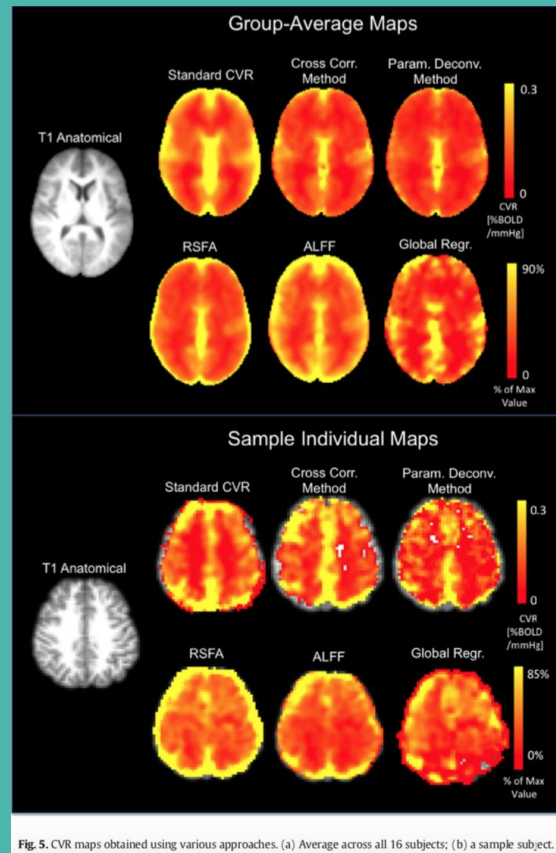 Group-Average Maps
Standard CVR
Cross Corr.
Method
Param. Deconv.
Method
T1 Anatomical
0.3
0
CVR
[%BOLD
/mmHg]
RSFA
ALFF
Global Regr.
90%
0
% of Max
Value
Sample Individual Maps
Standard CVR
Cross Corr.
Method
Param. Deconv.
Method
T1 Anatomical
0.3
0
CVR
[%BOLD
/mmHg]
RSFA
ALFF
Global Regr.
85%
0%
% of Max
Value
Fig. 5. CVR maps obtained using various approaches. (a) Average across all 16 subjects; (b) a sample subject.